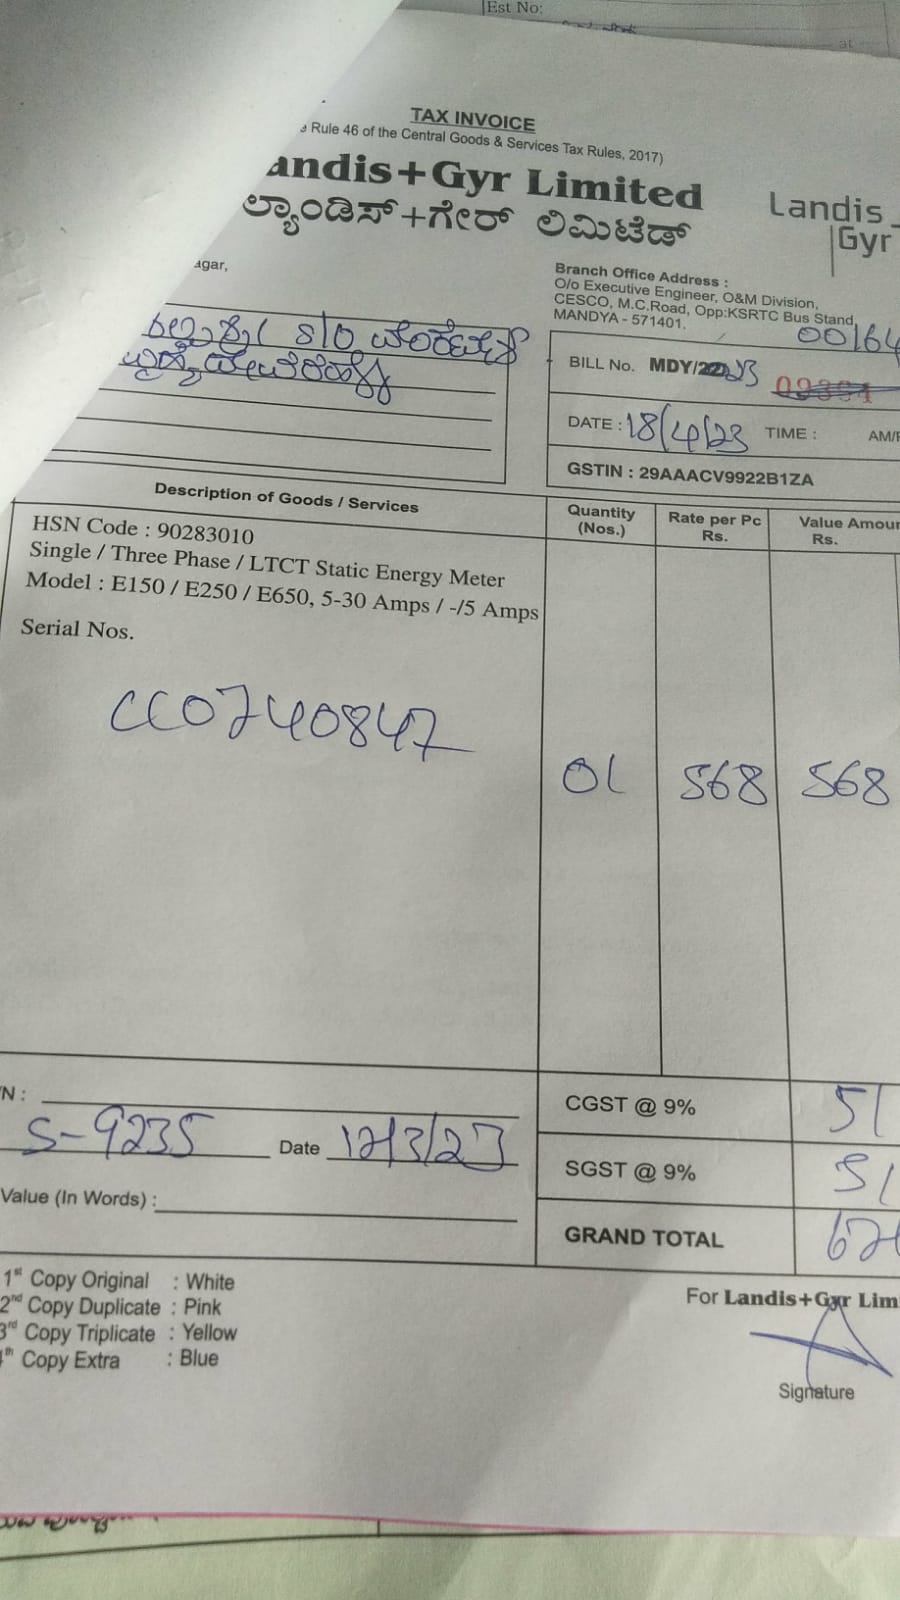 Est No:
TAX INVOICE
Rule 46 of the Central Goods & Services Tax Rules, 2017)
andis+Gyr Limited
ಲ್ಯಾಂಡಿಸ್+ಗೇರ್ ಲಿಮಿಟೆಡ್
Landis
Gyr
agar,
Branch Office Address :
O/o Executive Engineer, O&M Division,
CESCO, M.C.Road, Opp:KSRTC Bus Stand,
MANDYA - 571401.
00164
S/O
BILL No. MDY/
DATE : 18/4/23 TIME : AM/
GSTIN : 29AAACV9922B1ZA
Description of Goods / Services
Quantity
(Nos.)
Rate per Pc
Rs.
Value Amou
Rs.
HSN Code : 90283010
Single / Three Phase / LTCT Static Energy Meter
Model : E150 / E250 / E650, 5-30 Amps / -/5 Amps
Serial Nos.
CC0740847
01 568 568
N :
CGST @ 9% 51
S-9235 Date 12/3/23
SGST @ 9% 51
Value (In Words) :
GRAND TOTAL
1st Copy Original : White
2nd Copy Duplicate : Pink
3rd Copy Triplicate : Yellow
th Copy Extra : Blue
For Landis+Gyr Lim
Signature